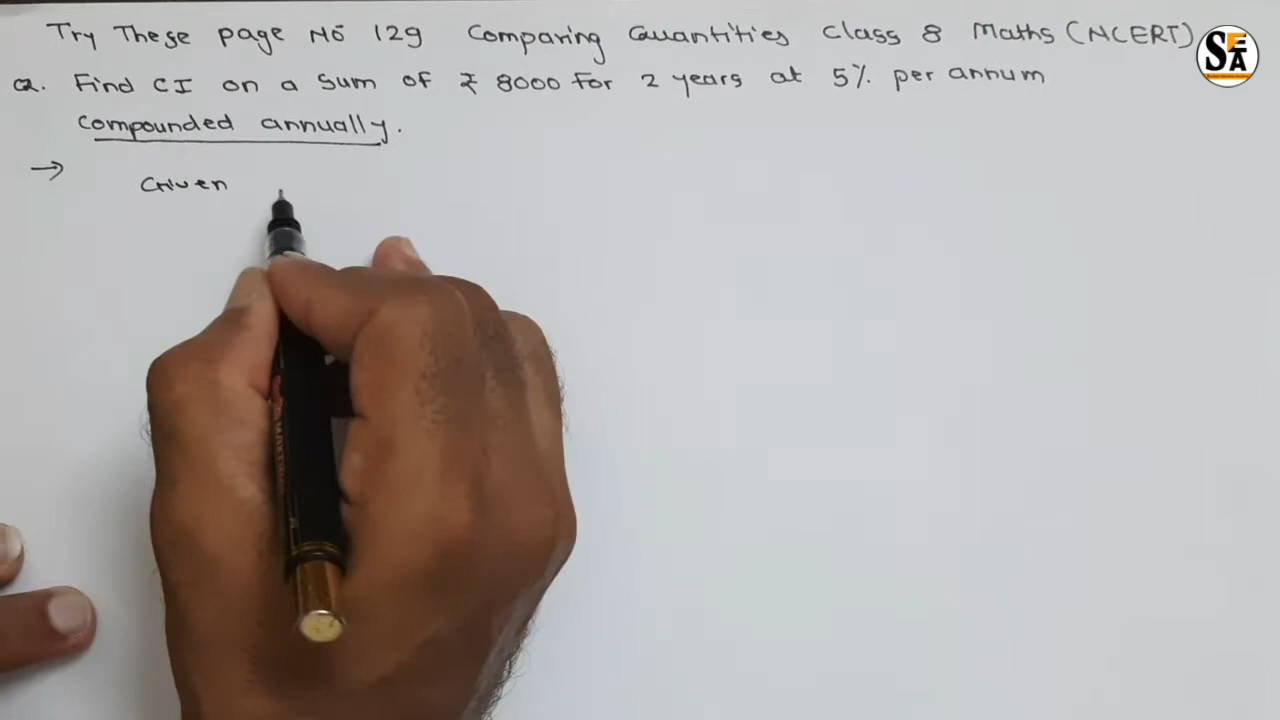 Try These page No 129 Comparing Quantities Class 8 Maths (NCERT)
Q. Find CI on a sum of ₹ 8000 for 2 years at 5% per annum
compounded annually.
→ Given
SEA